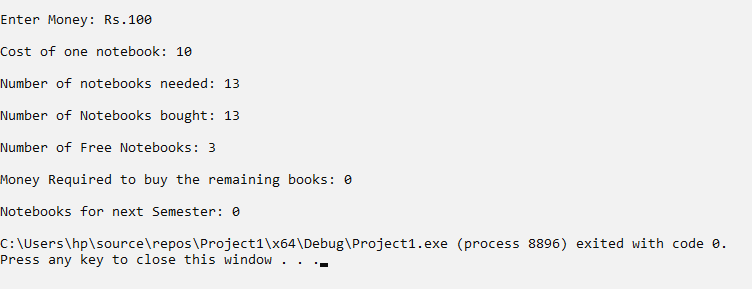 Enter Money: Rs.100
Cost of one notebook: 10
Number of notebooks needed: 13
Number of Notebooks bought: 13
Number of Free Notebooks: 3
Money Required to buy the remaining books: 0
Notebooks for next Semester: 0
C:\Users\hp\source\repos\Project1\x64\Debug\Project1.exe (process 8896) exited with code 0.
Press any key to close this window . . .